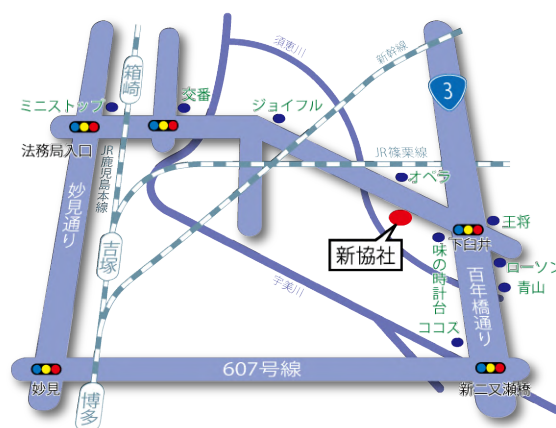 須恵川
新幹線
箱崎
3
ミニストップ
交番
ジョイフル
法務局入口
JR鹿児島本線
JR篠栗線
オペラ
妙見通り
王将
下臼井
新協社
味の時計台
ローソン
吉塚
青山
宇美川
百年橋通り
ココス
607号線
妙見
新二又瀬橋
博多